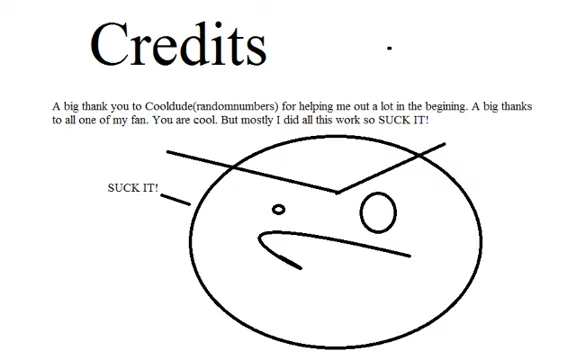 Credits
A big thank you to Cooldude(randomnumbers) for helping me out a lot in the begining. A big thanks
to all one of my fan. You are cool. But mostly I did all this work so SUCK IT!
SUCK IT!